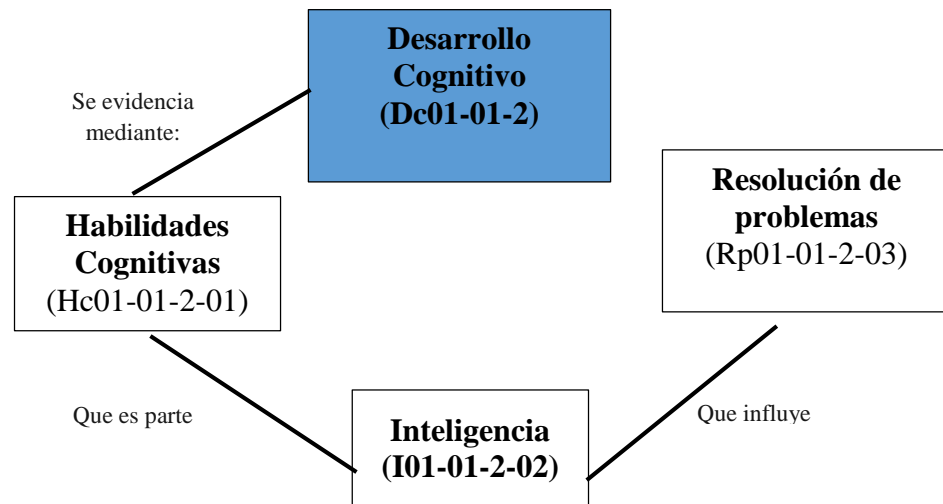 Desarrollo
Cognitivo
(Dc01-01-2)
Se evidencia
mediante:
Resolución de
problemas
(Rp01-01-2-03)
Habilidades
Cognitivas
(Hc01-01-2-01)
Que es parte
Que influye
Inteligencia
(I01-01-2-02)